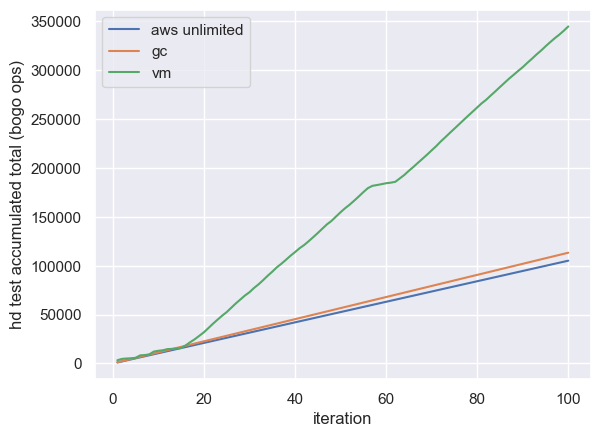 aws unlimited
gc
vm
hd test accumulated total (bogo ops)
350000
300000
250000
200000
150000
100000
50000
0
0 20 40 60 80 100
iteration